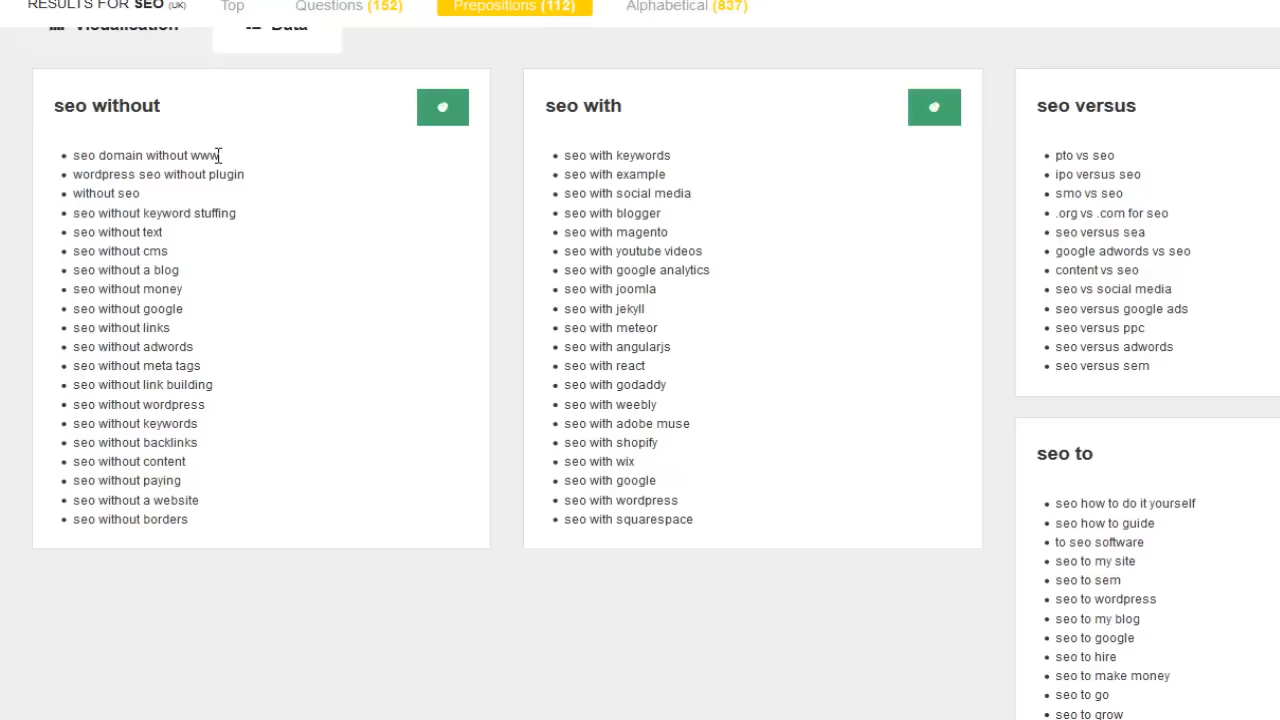 RESULTS FOR SEO (UK)
Top
Questions (152)
Prepositions (112)
Alphabetical (837)
Visualisation
Data
seo without
seo domain without www
wordpress seo without plugin
without seo
seo without keyword stuffing
seo without text
seo without cms
seo without a blog
seo without money
seo without google
seo without links
seo without adwords
seo without meta tags
seo without link building
seo without wordpress
seo without keywords
seo without backlinks
seo without content
seo without paying
seo without a website
seo without borders
seo with
seo with keywords
seo with example
seo with social media
seo with blogger
seo with magento
seo with youtube videos
seo with google analytics
seo with joomla
seo with jekyll
seo with meteor
seo with angularjs
seo with react
seo with godaddy
seo with weebly
seo with adobe muse
seo with shopify
seo with wix
seo with google
seo with wordpress
seo with squarespace
seo versus
pto vs seo
ipo versus seo
smo vs seo
.org vs .com for seo
seo versus sea
google adwords vs seo
content vs seo
seo vs social media
seo versus google ads
seo versus ppc
seo versus adwords
seo versus sem
seo to
seo how to do it yourself
seo how to guide
to seo software
seo to my site
seo to sem
seo to wordpress
seo to my blog
seo to google
seo to hire
seo to make money
seo to go
seo to grow